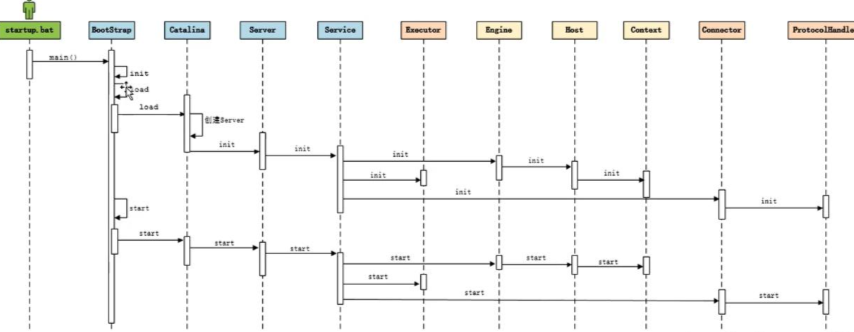 startup.bat BootStrap Catalina Server Service Executor Engine Host Context Connector ProtocolHandler
main()
init
load
load
创建Server
init
init
init
init
init
init
init
init
start
start
start
start
start
start
start
start
start
start